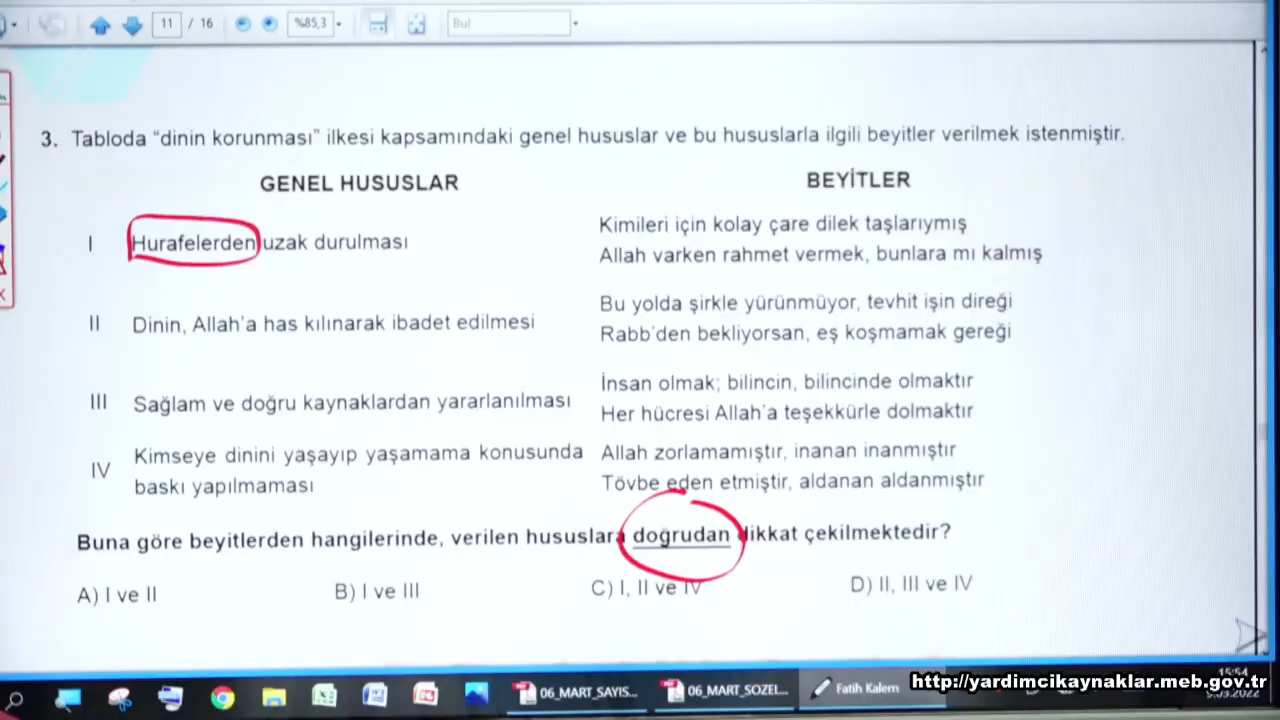 11 / 16 %85,3 Bul
3. Tabloda “dinin korunması” ilkesi kapsamındaki genel hususlar ve bu hususlarla ilgili beyitler verilmek istenmiştir.
GENEL HUSUSLAR BEYİTLER
I Hurafelerden uzak durulması
Kimileri için kolay çare dilek taşlarıymış
Allah varken rahmet vermek, bunlara mı kalmış
II Dinin, Allah’a has kılınarak ibadet edilmesi
Bu yolda şirkle yürünmüyor, tevhit işin direği
Rabb’den bekliyorsan, eş koşmamak gereği
III Sağlam ve doğru kaynaklardan yararlanılması
İnsan olmak; bilincin, bilincinde olmaktır
Her hücresi Allah’a teşekkürle dolmaktır
IV Kimseye dinini yaşayıp yaşamama konusunda
baskı yapılmaması
Allah zorlamamıştır, inanan inanmıştır
Tövbe eden etmiştir, aldanan aldanmıştır
Buna göre beyitlerden hangilerinde, verilen hususlara doğrudan dikkat çekilmektedir?
A) I ve II B) I ve III C) I, II ve IV D) II, III ve IV
06_MART_SAYIS... 06_MART_SOZEL... Fatih Kalem
http://yardimcikaynaklar.meb.gov.tr
15:54